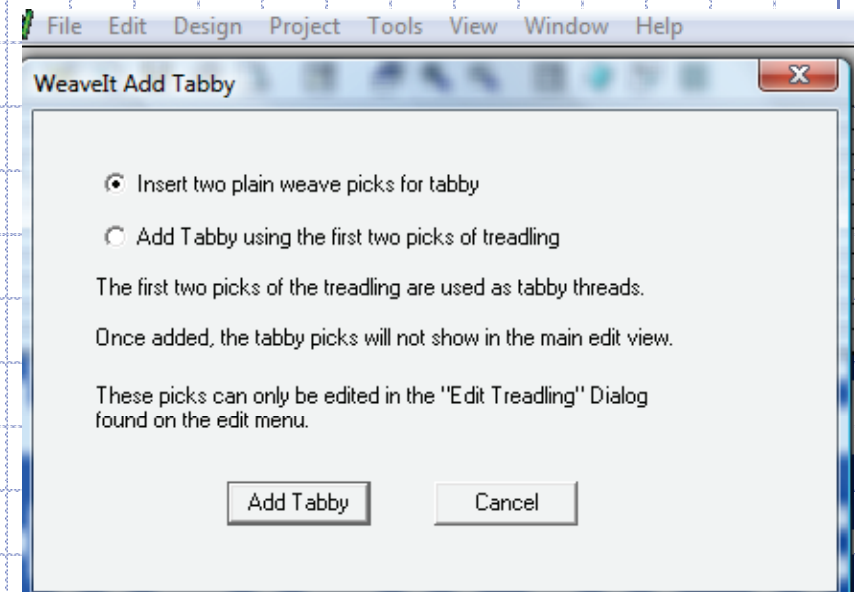 File Edit Design Project Tools View Window Help
WeaveIt Add Tabby
Insert two plain weave picks for tabby
Add Tabby using the first two picks of treadling
The first two picks of the treadling are used as tabby threads.
Once added, the tabby picks will not show in the main edit view.
These picks can only be edited in the "Edit Treadling" Dialog
found on the edit menu.
Add Tabby Cancel